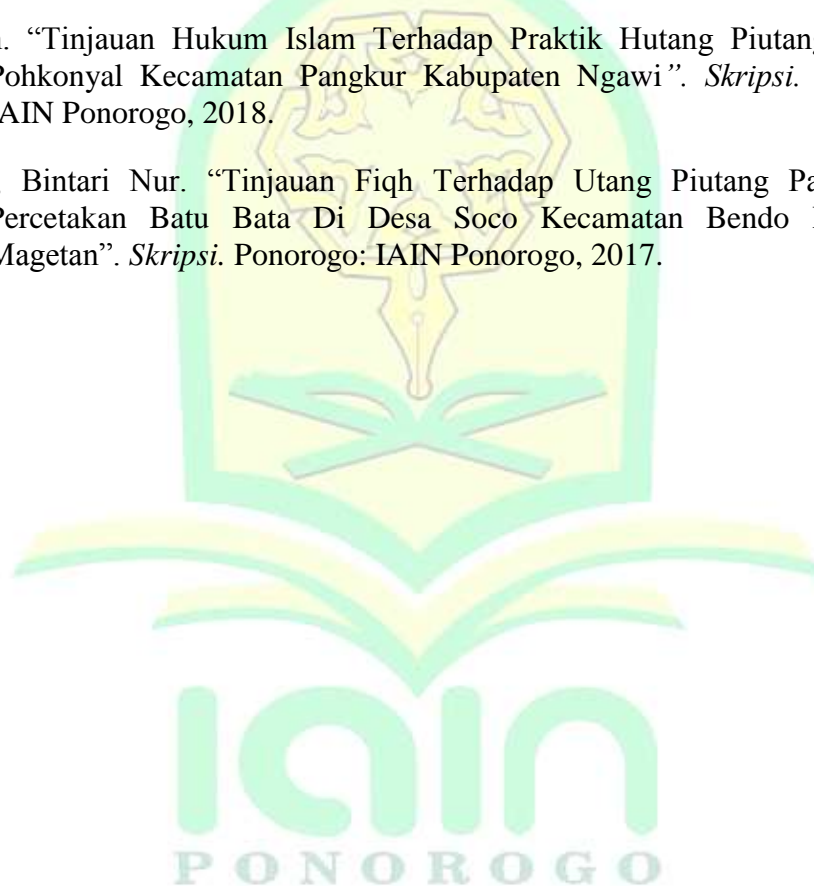 . “Tinjauan Hukum Islam Terhadap Praktik Hutang Piutang
Pohkonyal Kecamatan Pangkur Kabupaten Ngawi”. Skripsi.
IAIN Ponorogo, 2018.
Bintari Nur. “Tinjauan Fiqh Terhadap Utang Piutang
Percetakan Batu Bata Di Desa Soco Kecamatan Bendo
Magetan”. Skripsi. Ponorogo: IAIN Ponorogo, 2017.
iain
PONOROGO